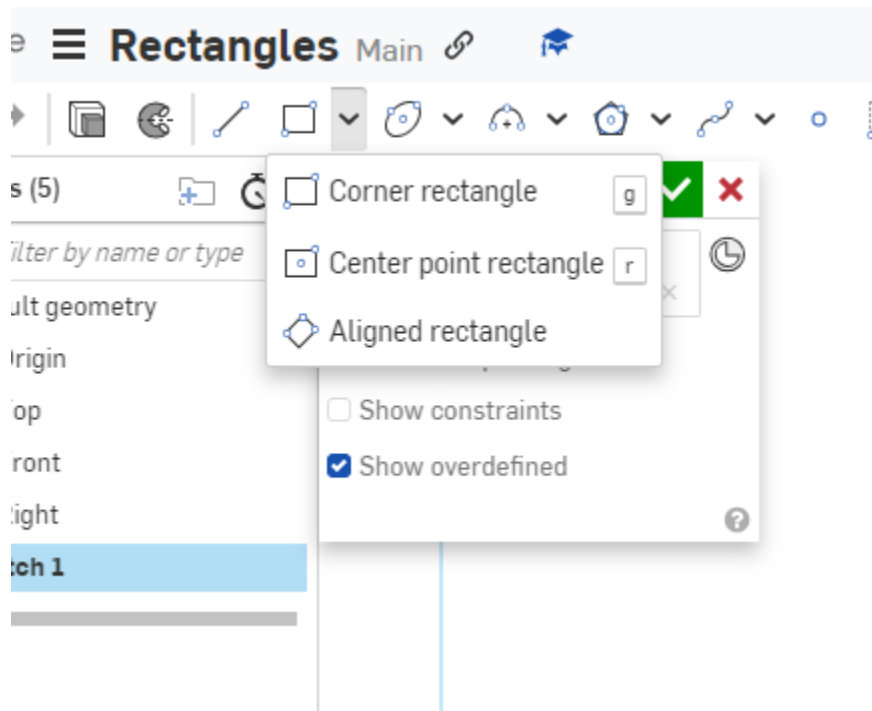 Rectangles Main
s (5)
Corner rectangle g
Filter by name or type
Center point rectangle r
ult geometry
Aligned rectangle
rigin
op
Show constraints
ront
Show overdefined
ight
tch 1